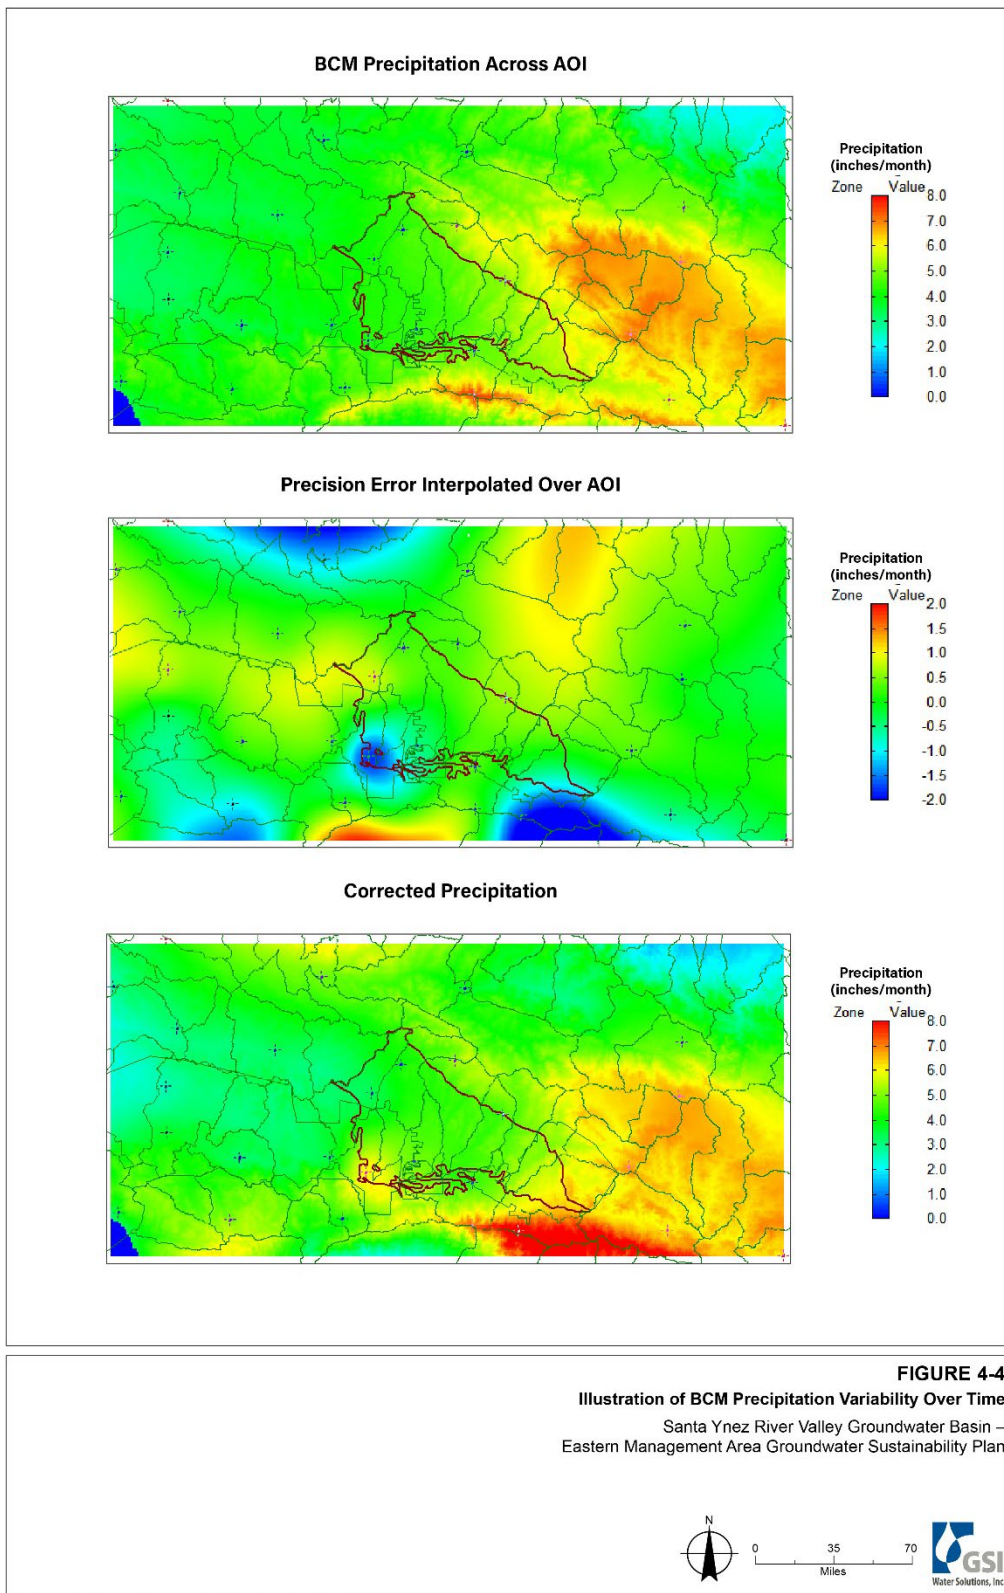 BCM Precipitation Across AOI
Precipitation
(inches/month)
Zone Value
8.0
7.0
6.0
5.0
4.0
3.0
2.0
1.0
0.0
Precision Error Interpolated Over AOI
Precipitation
(inches/month)
Zone Value
2.0
1.5
1.0
0.5
0.0
-0.5
-1.0
-1.5
-2.0
Corrected Precipitation
Precipitation
(inches/month)
Zone Value
8.0
7.0
6.0
5.0
4.0
3.0
2.0
1.0
0.0
FIGURE 4-4
Illustration of BCM Precipitation Variability Over Time
Santa Ynez River Valley Groundwater Basin –
Eastern Management Area Groundwater Sustainability Plan
N
0 35 70
Miles
GSI
Water Solutions, Inc